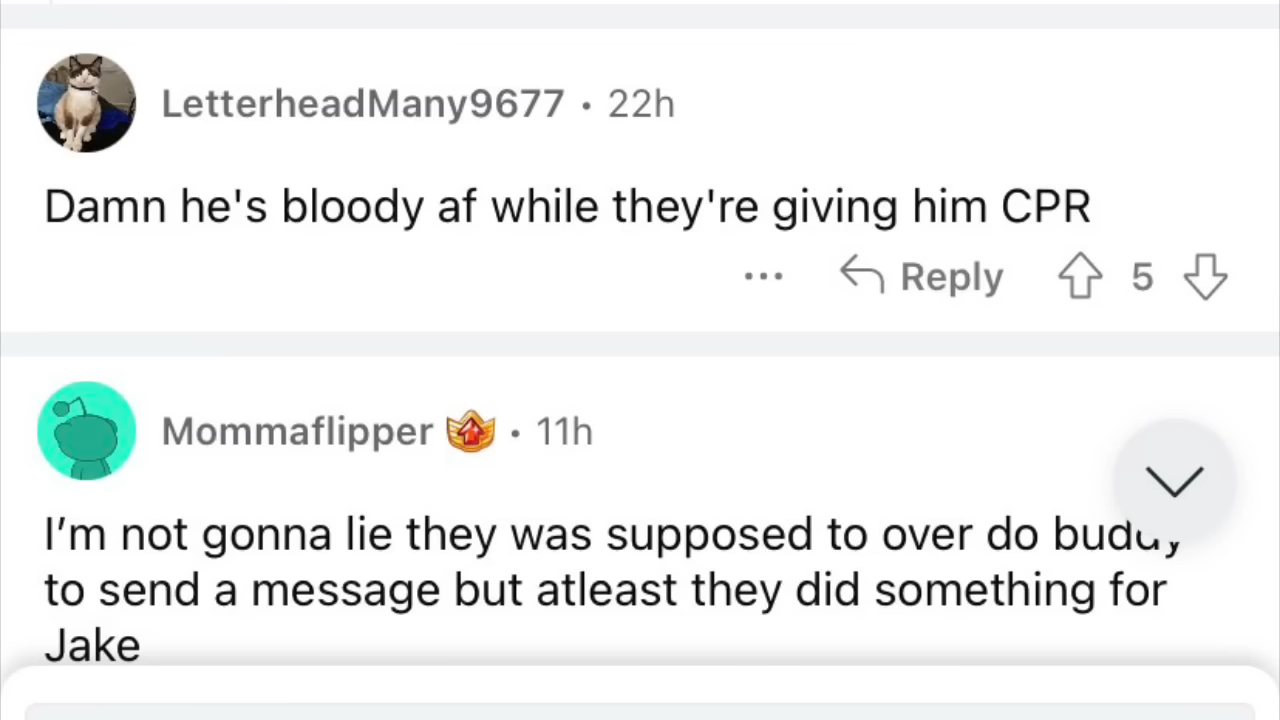 LetterheadMany9677 • 22h
Damn he's bloody af while they're giving him CPR
... Reply 5
Mommaflipper • 11h
I'm not gonna lie they was supposed to over do buddy
to send a message but atleast they did something for
Jake